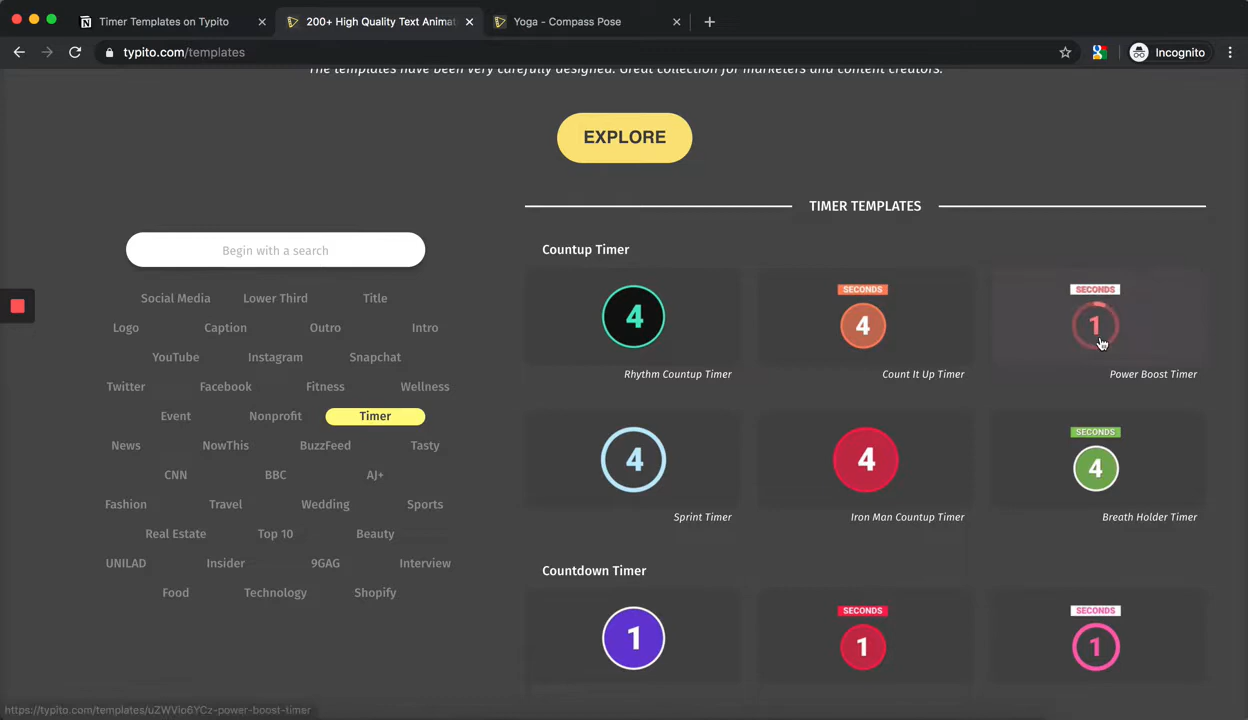 Timer Templates on Typito
200+ High Quality Text Animat
Yoga - Compass Pose
typito.com/templates
Incognito
The templates have been very carefully designed. Great collection for marketers and content creators.
EXPLORE
TIMER TEMPLATES
Begin with a search
Social Media Lower Third Title
Logo Caption Outro Intro
YouTube Instagram Snapchat
Twitter Facebook Fitness Wellness
Event Nonprofit Timer
News NowThis BuzzFeed Tasty
CNN BBC AJ+
Fashion Travel Wedding Sports
Real Estate Top 10 Beauty
UNILAD Insider 9GAG Interview
Food Technology Shopify
Countup Timer
4
SECONDS
4
SECONDS
1
Rhythm Countup Timer
Count It Up Timer
Power Boost Timer
4
4
SECONDS
4
Sprint Timer
Iron Man Countup Timer
Breath Holder Timer
Countdown Timer
1
SECONDS
1
SECONDS
1
https://typito.com/templates/uZWVlo6YCz-power-boost-timer